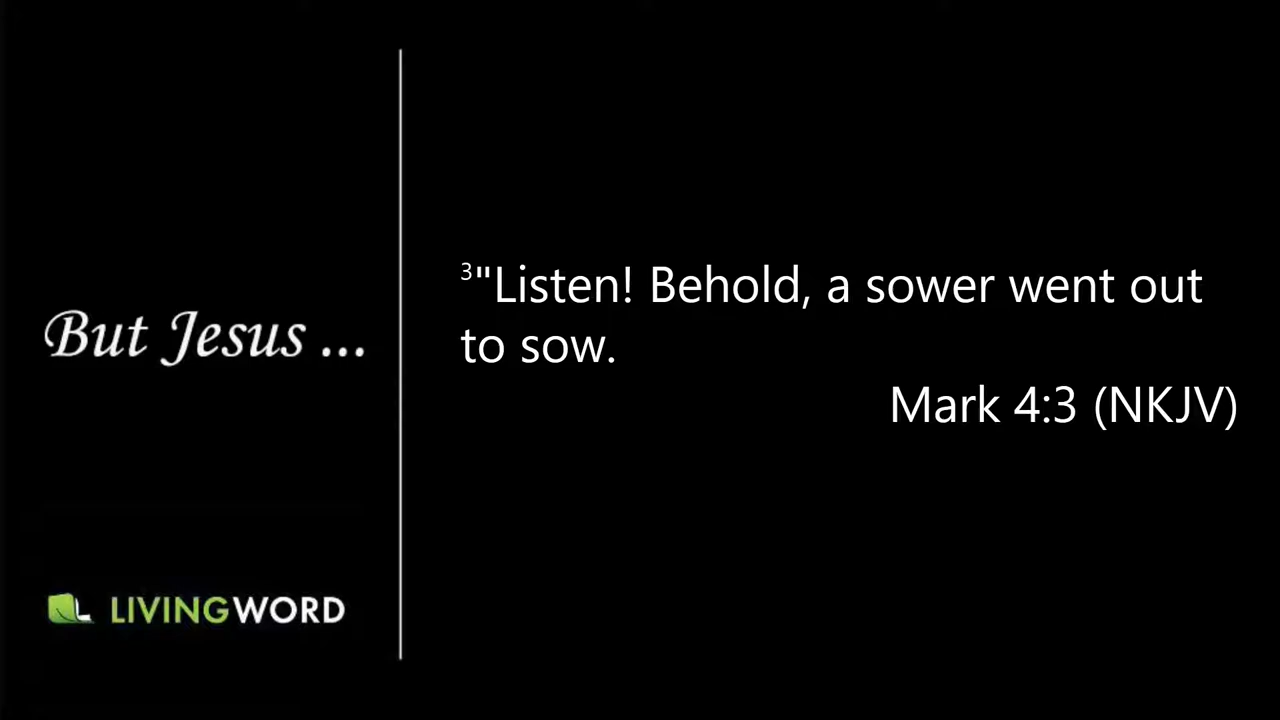 But Jesus ...
LIVINGWORD
3"Listen! Behold, a sower went out
to sow.
Mark 4:3 (NKJV)